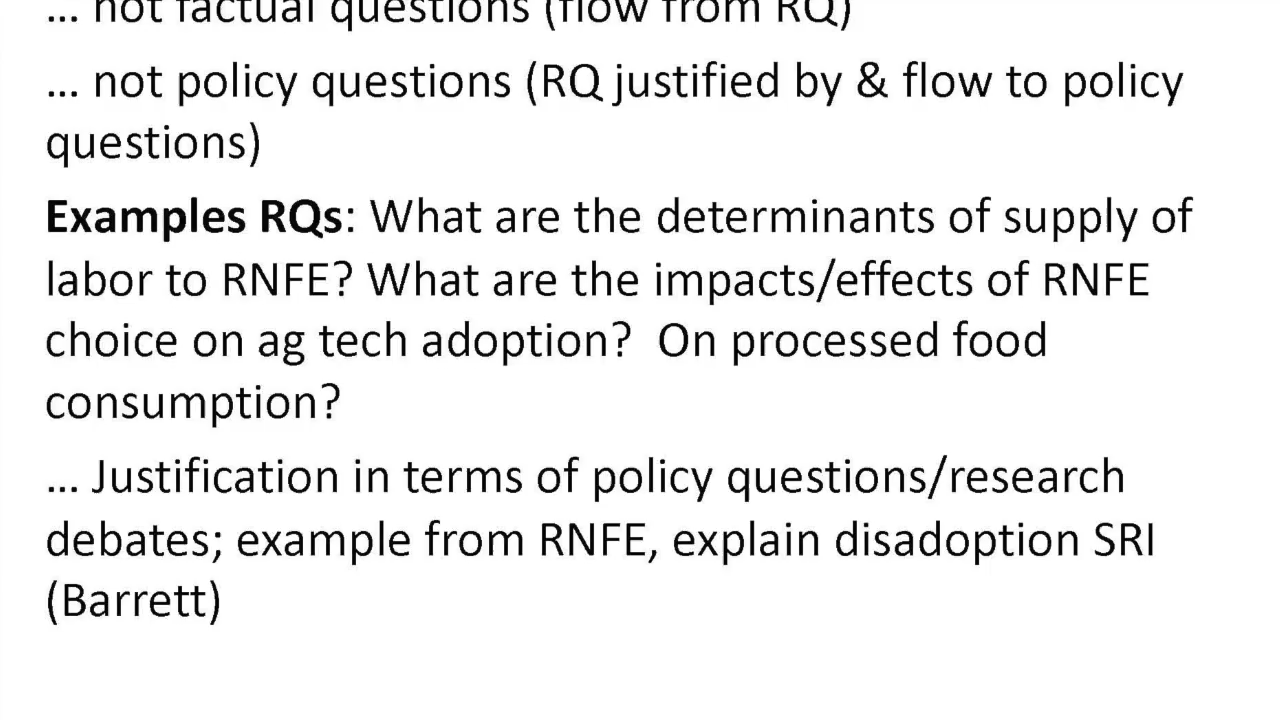 ... not factual questions (flow from RQ)
... not policy questions (RQ justified by & flow to policy
questions)
Examples RQs: What are the determinants of supply of
labor to RNFE? What are the impacts/effects of RNFE
choice on ag tech adoption?  On processed food
consumption?
... Justification in terms of policy questions/research
debates; example from RNFE, explain disadoption SRI
(Barrett)